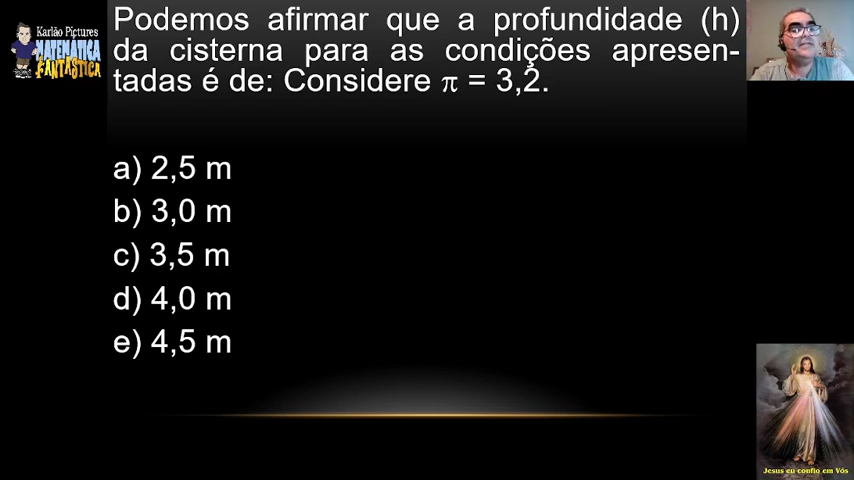 Karlão Pictures
MATEMÁTICA
FANTÁSTICA
Podemos afirmar que a profundidade (h)
da cisterna para as condições apresen-
tadas é de: Considere π = 3,2.
a) 2,5 m
b) 3,0 m
c) 3,5 m
d) 4,0 m
e) 4,5 m
Jesus eu confio em Vós